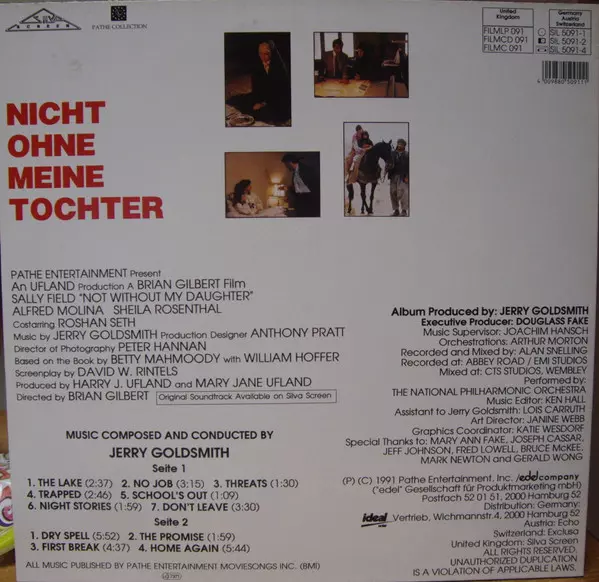 SILVA
SCREEN
PATHE COLLECTION
United
Kingdom
Germany
Austria
Switzerland
FILMLP 091
SIL 5091-1
FILMCD 091
SIL 5091-2
FILMC 091
SIL 5091-4
NICHT
OHNE
MEINE
TOCHTER
PATHE ENTERTAINMENT Present
An UFLAND Production A BRIAN GILBERT Film
SALLY FIELD "NOT WITHOUT MY DAUGHTER"
ALFRED MOLINA SHEILA ROSENTHAL
Costarring ROSHAN SETH
Music by JERRY GOLDSMITH Production Designer ANTHONY PRATT
Director of Photography PETER HANNAN
Based on the Book by BETTY MAHMOODY with WILLIAM HOFFER
Screenplay by DAVID W. RINTELS
Produced by HARRY J. UFLAND and MARY JANE UFLAND
Directed by BRIAN GILBERT
Original Soundtrack Available on Silva Screen
MUSIC COMPOSED AND CONDUCTED BY
JERRY GOLDSMITH
Seite 1
1. THE LAKE (2:37) 2. NO JOB (3:15) 3. THREATS (1:30)
4. TRAPPED (2:46) 5. SCHOOL'S OUT (1:09)
6. NIGHT STORIES (1:59) 7. DON'T LEAVE (3:30)
Seite 2
1. DRY SPELL (5:52) 2. THE PROMISE (1:59)
3. FIRST BREAK (2:37) 4. HOME AGAIN (5:44)
ALL MUSIC PUBLISHED BY PATHE ENTERTAINMENT MOVIESONGS INC. (BMI)
Album Produced by: JERRY GOLDSMITH
Executive Producer: DOUGLASS FAKE
Music Supervisor: JOACHIM HANSCH
Orchestrations: ARTHUR MORTON
Recorded and Mixed by: ALAN SNELLING
Recorded at: ABBEY ROAD / EMI STUDIOS
Mixed at: CTS STUDIOS, WEMBLEY
Performed by:
THE NATIONAL PHILHARMONIC ORCHESTRA
Music Editor: KEN HALL
Assistant to Jerry Goldsmith: LOIS CARRUTH
Art Director: JANINE WEBB
Graphics Coordinator: KATIE WESDORF
Special Thanks to: MARY ANN FAKE, JOSEPH CASSAR,
JEFF JOHNSON, FRED LOWELL, BRUCE McKEE,
MARK NEWTON and GERALD WONG
(P) (C) 1991 Pathe Entertainment. Inc. /edel company
("edel" Gesellschaft für Produktmarketing mbH)
Postfach 52 01 51, 2000 Hamburg 52
Distribution: Germany:
ideal Vertrieb, Wichmannstr. 4, 2000 Hamburg 52
Austria: Echo
Switzerland: Exclusa
United Kingdom: Silva Screen
ALL RIGHTS RESERVED,
UNAUTHORIZED DUPLICATION
IS A VIOLATION OF APPLICABLE LAWS.